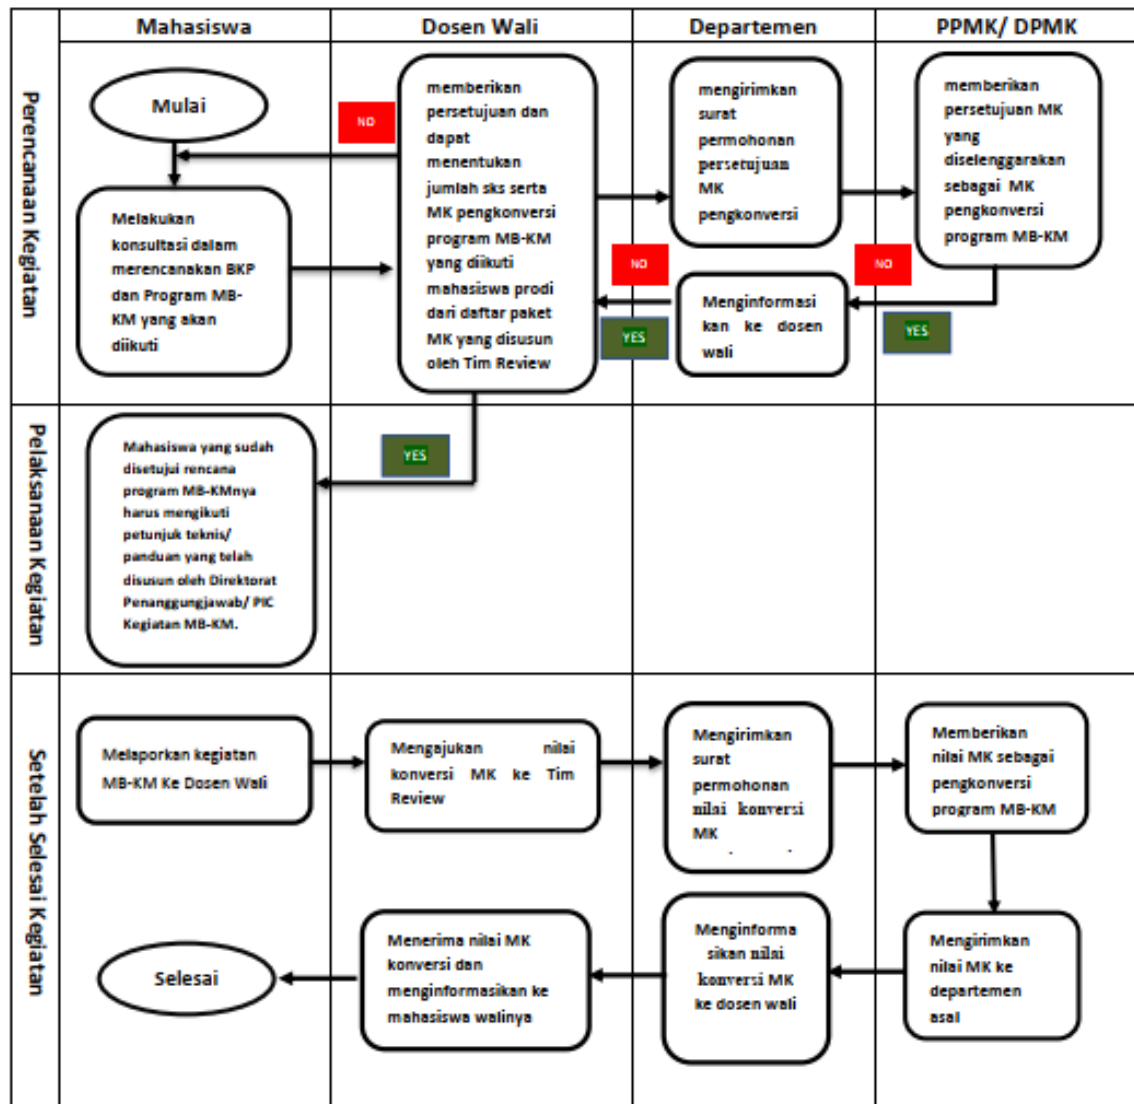 Mahasiswa
Dosen Wali
Departemen
PPMK/ DPMK
Perencanaan Kegiatan
Mulai
Melakukan
konsultasi dalam
merencanakan BKP
dan Program MB-
KM yang akan
diikuti
NO
memberikan
persetujuan dan
dapat
menentukan
jumlah sks serta
MK pengkonversi
program MB-KM
yang diikuti
mahasiswa prodi
dari daftar paket
MK yang disusun
oleh Tim Review
mengirimkan
surat
permohonan
persetujuan
MK
pengkonversi
memberikan
persetujuan MK
yang
diselenggarakan
sebagai MK
pengkonversi
program MB-KM
NO
YES
Menginformasi
kan ke dosen
wali
NO
YES
Pelaksanaan Kegiatan
Mahasiswa yang sudah
disetujui rencana
program MB-KMnya
harus mengikuti
petunjuk teknis/
panduan yang telah
disusun oleh Direktorat
Penanggungjawab/ PIC
Kegiatan MB-KM.
YES
Setelah Selesai Kegiatan
Melaporkan kegiatan
MB-KM Ke Dosen Wali
Mengajukan nilai
konversi MK ke Tim
Review
Mengirimkan
surat
permohonan
nilai konversi
MK
Memberikan
nilai MK sebagai
pengkonversi
program MB-KM
Selesai
Menerima nilai MK
konversi dan
menginformasikan ke
mahasiswa walinya
Menginforma
sikan nilai
konversi MK
ke dosen wali
Mengirimkan
nilai MK ke
departemen
asal